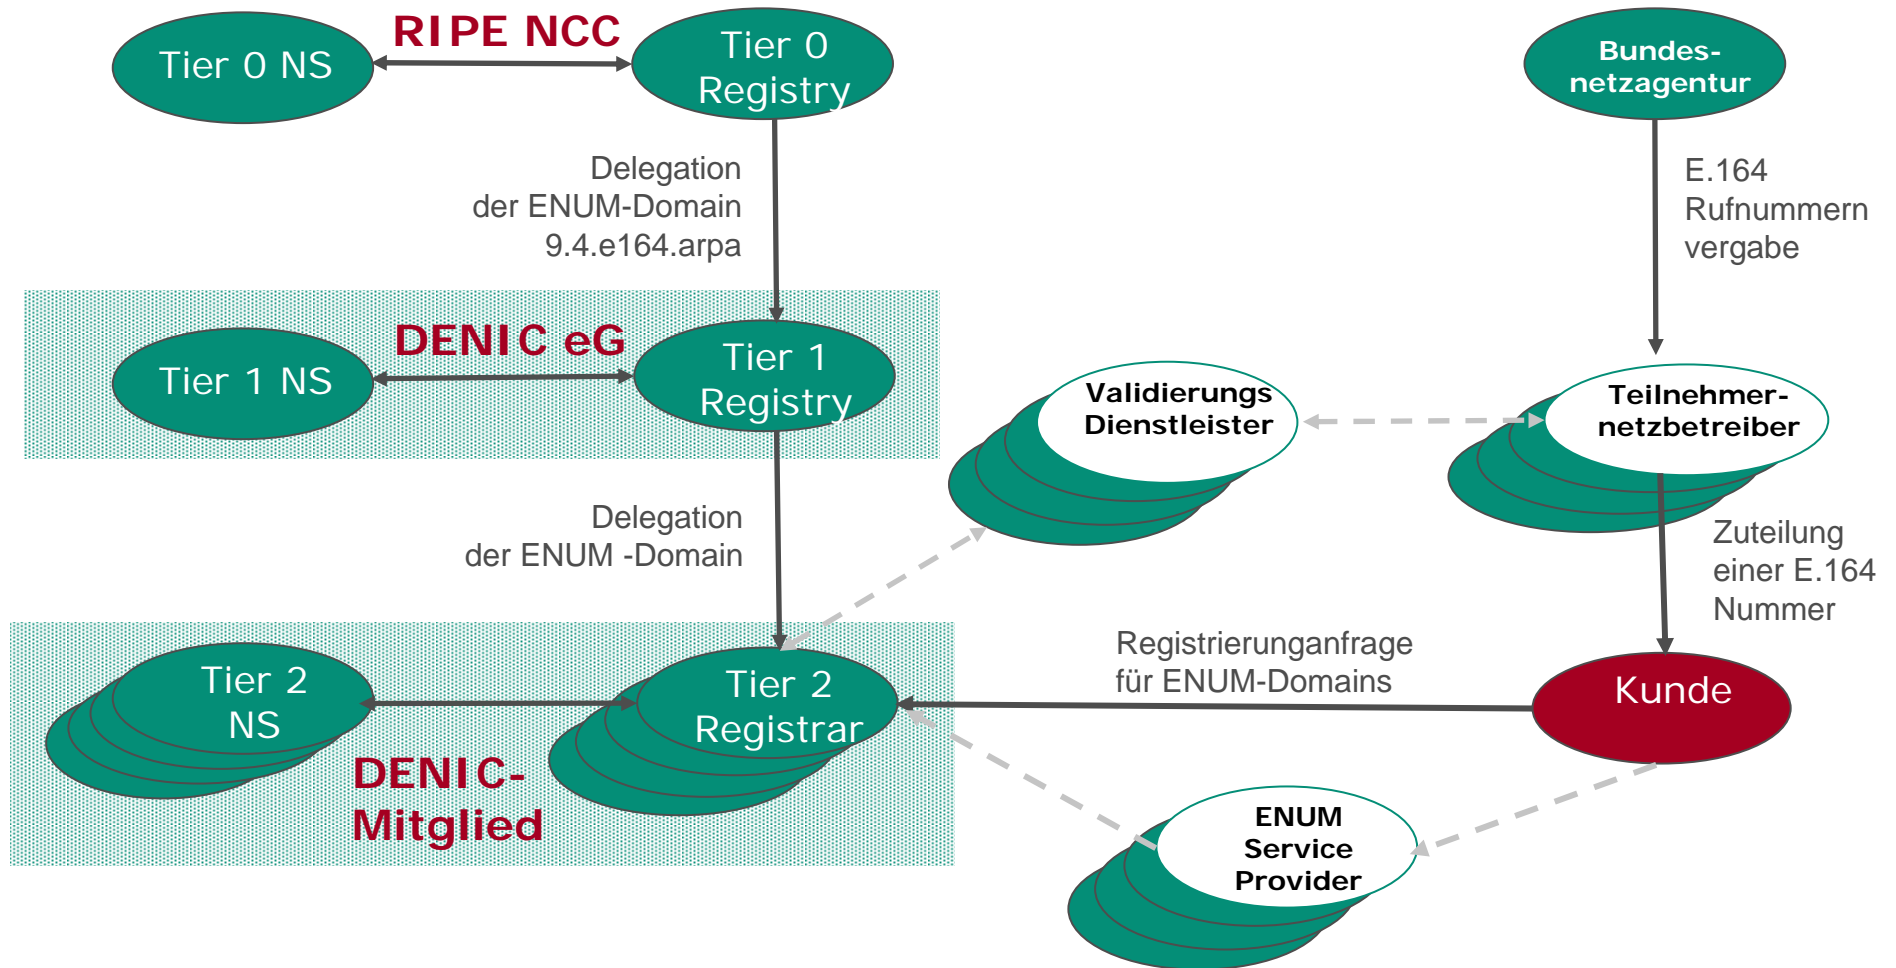 Tier 0 NS
RIPE NCC
Tier 0
Registry
Bundes-
netzagentur
Delegation
der ENUM-Domain
9.4.e164.arpa
E.164
Rufnummern
vergabe
Tier 1 NS
DENIC eG
Tier 1
Registry
Validierungs
Dienstleister
Teilnehmer-
netzbetreiber
Delegation
der ENUM -Domain
Zuteilung
einer E.164
Nummer
Tier 2
NS
DENIC-
Mitglied
Tier 2
Registrar
Registrierunganfrage
für ENUM-Domains
Kunde
ENUM
Service
Provider